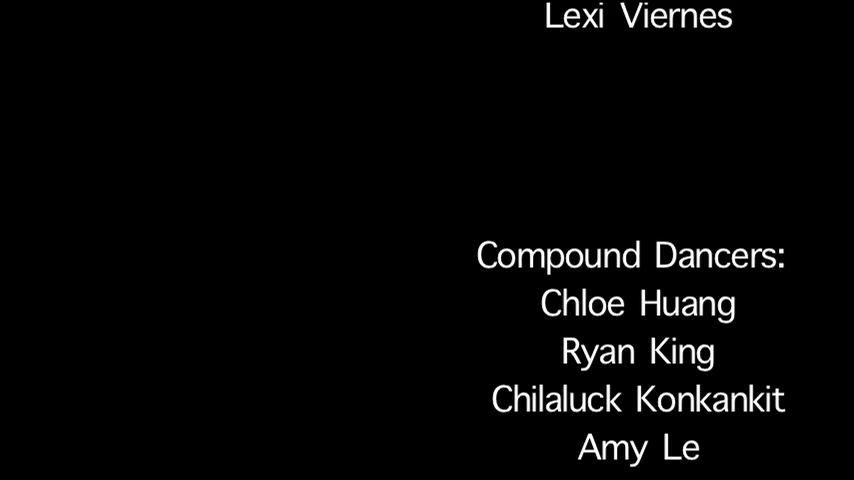 Lexi Viernes
Compound Dancers:
Chloe Huang
Ryan King
Chilaluck Konkankit
Amy Le